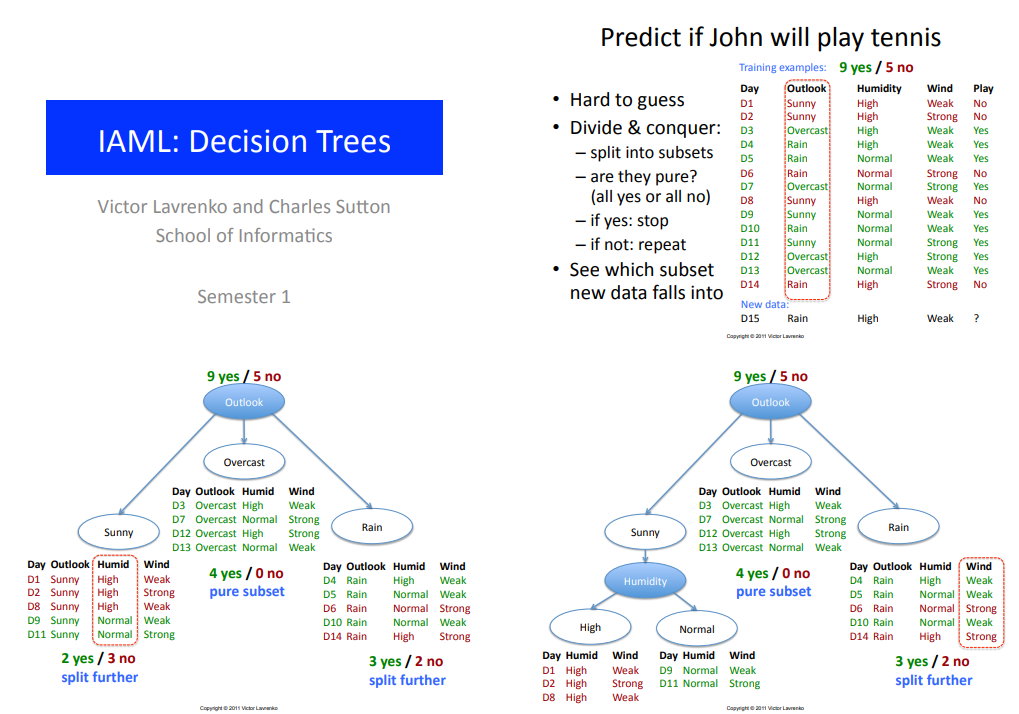 IAML: Decision Trees
Victor Lavrenko and Charles Sutton
School of Informatics
Semester 1
Predict if John will play tennis
• Hard to guess
• Divide & conquer:
– split into subsets
– are they pure?
(all yes or all no)
– if yes: stop
– if not: repeat
• See which subset
new data falls into
Training examples: 9 yes / 5 no
Day Outlook Humidity Wind Play
D1 Sunny High Weak No
D2 Sunny High Strong No
D3 Overcast High Weak Yes
D4 Rain High Weak Yes
D5 Rain Normal Weak Yes
D6 Rain Normal Strong No
D7 Overcast Normal Strong Yes
D8 Sunny High Weak No
D9 Sunny Normal Weak Yes
D10 Rain Normal Weak Yes
D11 Sunny Normal Strong Yes
D12 Overcast High Strong Yes
D13 Overcast Normal Weak Yes
D14 Rain High Strong No
New data:
D15 Rain High Weak ?
Copyright © 2011 Victor Lavrenko
9 yes / 5 no
Outlook
Overcast
Day Outlook Humid Wind
D3 Overcast High Weak
D7 Overcast Normal Strong
D12 Overcast High Strong
D13 Overcast Normal Weak
4 yes / 0 no
pure subset
Sunny
Day Outlook Humid Wind
D1 Sunny High Weak
D2 Sunny High Strong
D8 Sunny High Weak
D9 Sunny Normal Weak
D11 Sunny Normal Strong
2 yes / 3 no
split further
Rain
Day Outlook Humid Wind
D4 Rain High Weak
D5 Rain Normal Weak
D6 Rain Normal Strong
D10 Rain Normal Weak
D14 Rain High Strong
3 yes / 2 no
split further
Copyright © 2011 Victor Lavrenko
9 yes / 5 no
Outlook
Overcast
Day Outlook Humid Wind
D3 Overcast High Weak
D7 Overcast Normal Strong
D12 Overcast High Strong
D13 Overcast Normal Weak
4 yes / 0 no
pure subset
Sunny
Humidity
High
Day Humid Wind
D1 High Weak
D2 High Strong
D8 High Weak
Normal
Day Humid Wind
D9 Normal Weak
D11 Normal Strong
Rain
Day Outlook Humid Wind
D4 Rain High Weak
D5 Rain Normal Weak
D6 Rain Normal Strong
D10 Rain Normal Weak
D14 Rain High Strong
3 yes / 2 no
split further
Copyright © 2011 Victor Lavrenko